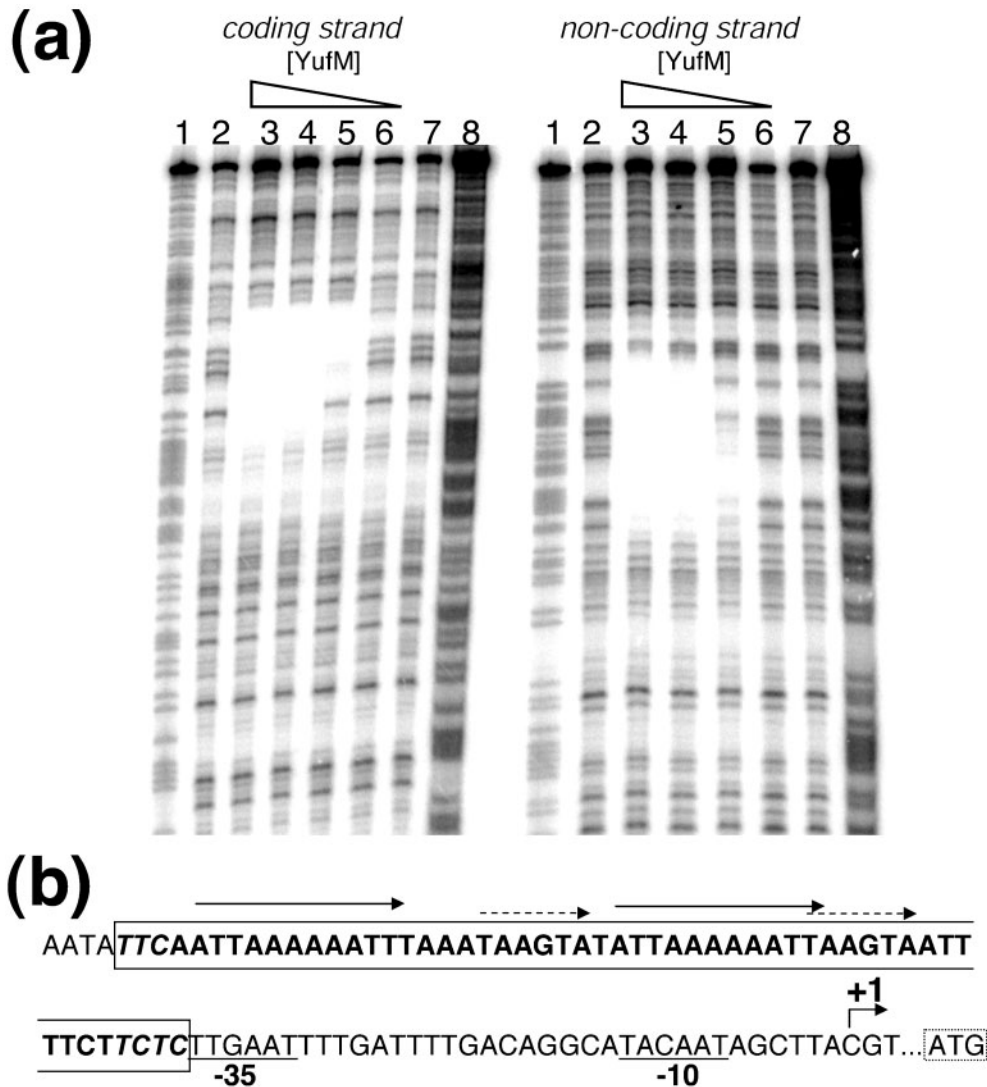 (a)
coding strand
non-coding strand
[YufM]
[YufM]
1 2 3 4 5 6 7 8
1 2 3 4 5 6 7 8
(b)
AATATTCAATTAAAAAATTTAAATAAGTATATTAAAAAATTAAGTAATT
+1
TTCTTCTCTTGAATTTTGATTTTGACAGGCATACAATAGCTTACGT...ATG
-35
-10